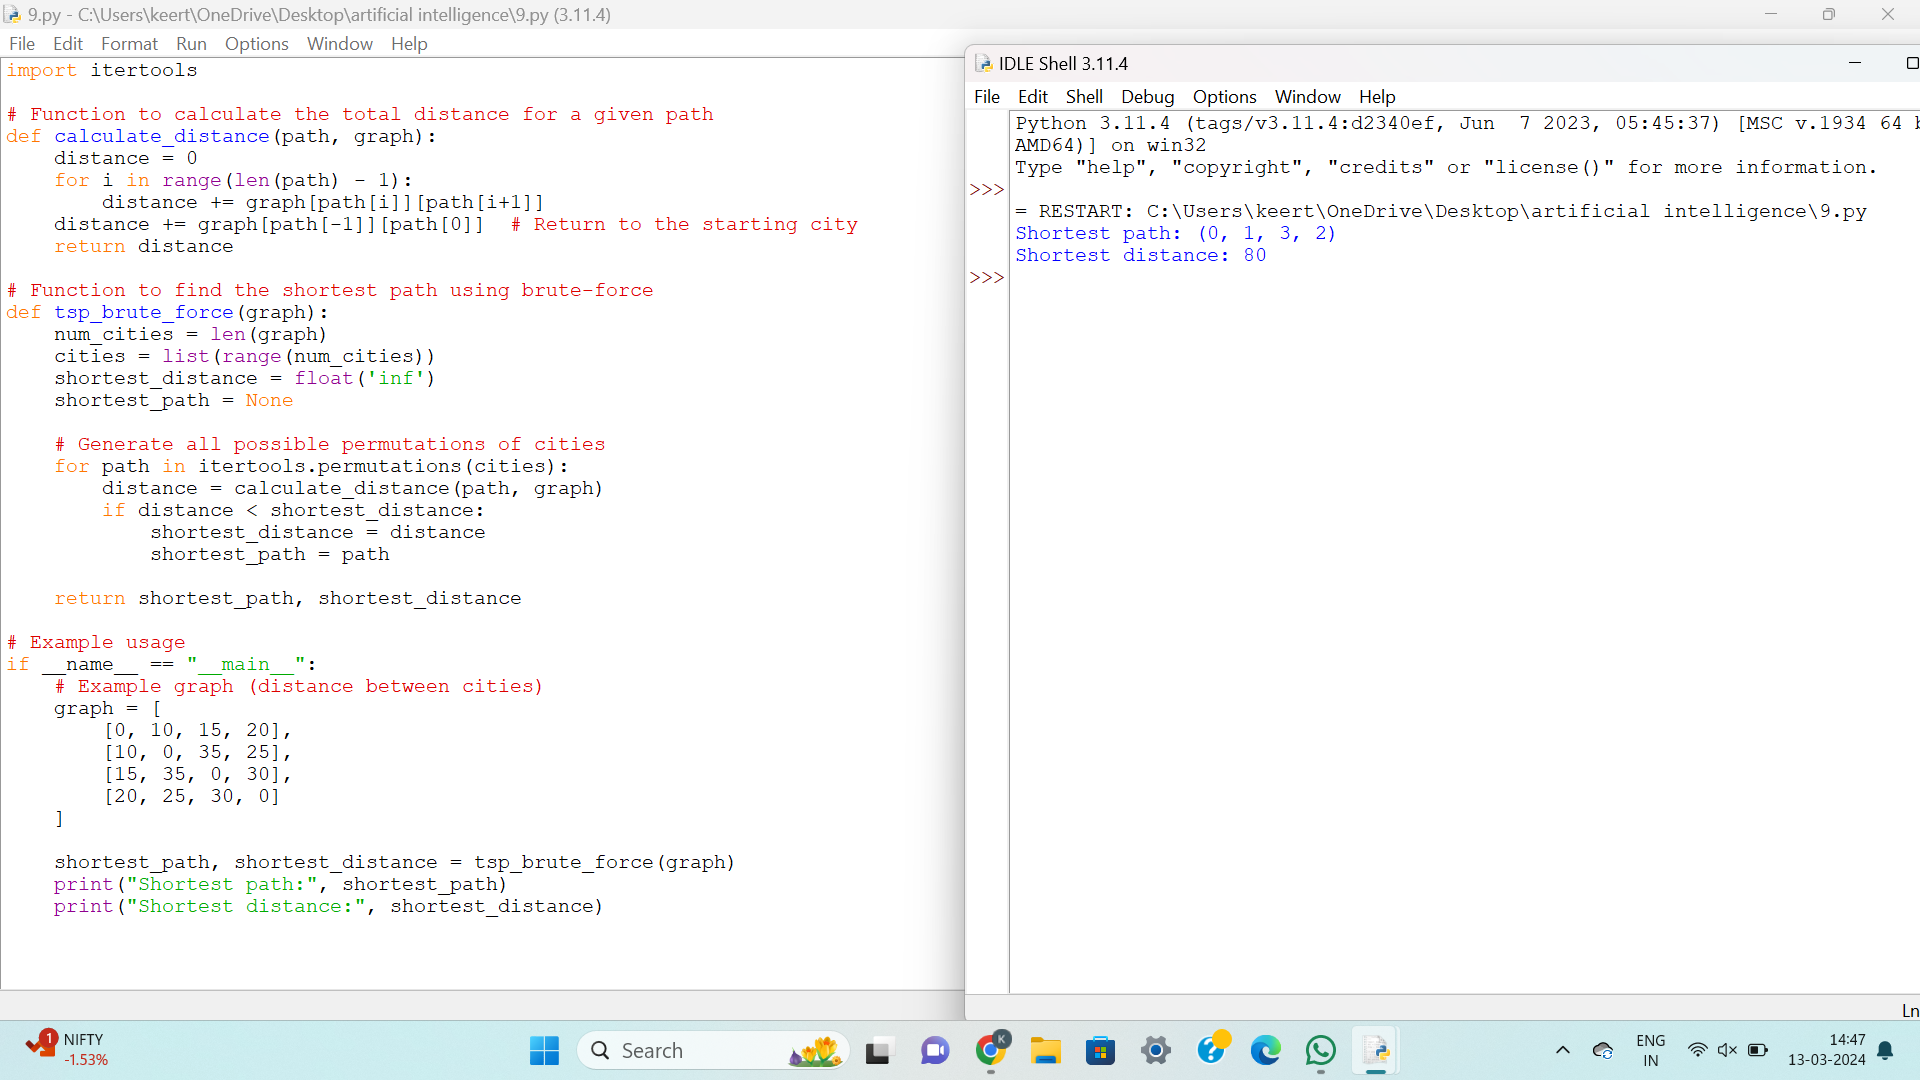 9.py - C:\Users\keert\OneDrive\Desktop\artificial intelligence\9.py (3.11.4)
File Edit Format Run Options Window Help
import itertools

# Function to calculate the total distance for a given path
def calculate_distance(path, graph):
    distance = 0
    for i in range(len(path) - 1):
        distance += graph[path[i]][path[i+1]]
    distance += graph[path[-1]][path[0]]  # Return to the starting city
    return distance

# Function to find the shortest path using brute-force
def tsp_brute_force(graph):
    num_cities = len(graph)
    cities = list(range(num_cities))
    shortest_distance = float('inf')
    shortest_path = None

    # Generate all possible permutations of cities
    for path in itertools.permutations(cities):
        distance = calculate_distance(path, graph)
        if distance < shortest_distance:
            shortest_distance = distance
            shortest_path = path

    return shortest_path, shortest_distance

# Example usage
if __name__ == "__main__":
    # Example graph (distance between cities)
    graph = [
        [0, 10, 15, 20],
        [10, 0, 35, 25],
        [15, 35, 0, 30],
        [20, 25, 30, 0]
    ]

    shortest_path, shortest_distance = tsp_brute_force(graph)
    print("Shortest path:", shortest_path)
    print("Shortest distance:", shortest_distance)
IDLE Shell 3.11.4
File Edit Shell Debug Options Window Help
Python 3.11.4 (tags/v3.11.4:d2340ef, Jun  7 2023, 05:45:37) [MSC v.1934 64 b
AMD64)] on win32
Type "help", "copyright", "credits" or "license()" for more information.
>>>
= RESTART: C:\Users\keert\OneDrive\Desktop\artificial intelligence\9.py
Shortest path: (0, 1, 3, 2)
Shortest distance: 80
>>>
Ln
1
NIFTY
-1.53%
Search
K
ENG
IN
14:47
13-03-2024